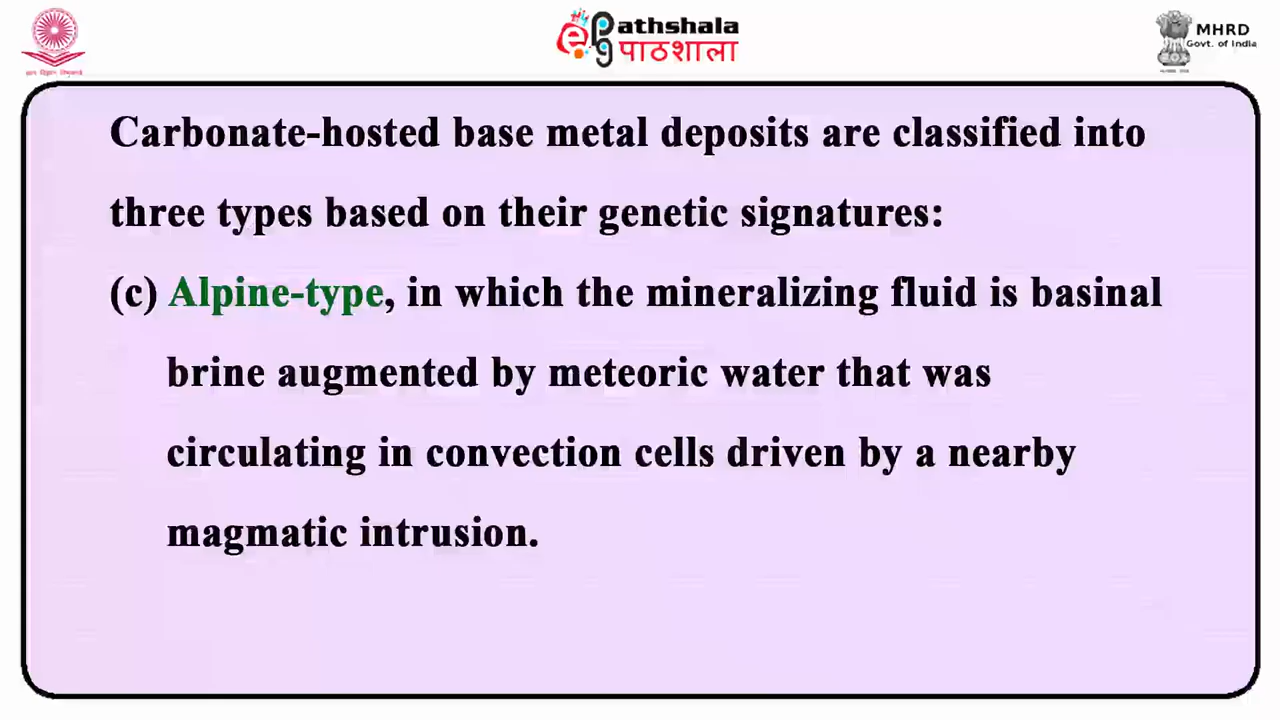 Pathshala
पाठशाला
MHRD
Govt. of India
Carbonate-hosted base metal deposits are classified into
three types based on their genetic signatures:
(c) Alpine-type, in which the mineralizing fluid is basinal
brine augmented by meteoric water that was
circulating in convection cells driven by a nearby
magmatic intrusion.